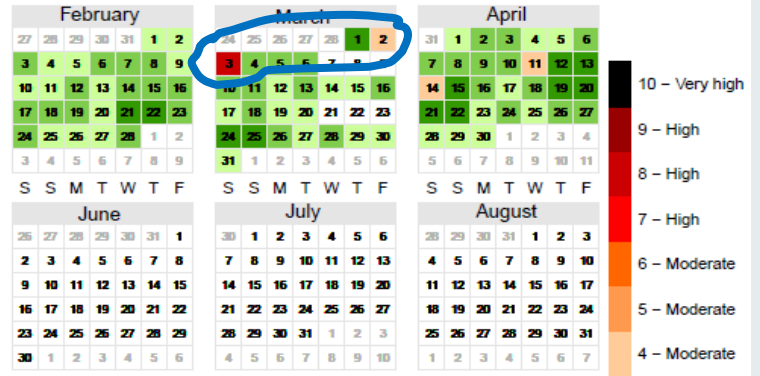 February
27 28 29 30 31 1 2
3 4 5 6 7 8 9
10 11 12 13 14 15 16
17 18 19 20 21 22 23
24 25 26 27 28 1 2
3 4 5 6 7 8 9
S S M T W T F
March
24 25 26 27 28 1 2
3 4 5 6 7 8
10 11 12 13 14 15 16
17 18 19 20 21 22 23
24 25 26 27 28 29 30
31 1 2 3 4 5 6
S S M T W T F
April
31 1 2 3 4 5 6
7 8 9 10 11 12 13
14 15 16 17 18 19 20
21 22 23 24 25 26 27
28 29 30 1 2 3 4
5 6 7 8 9 10 11
S S M T W T F
June
26 27 28 29 30 31 1
2 3 4 5 6 7 8
9 10 11 12 13 14 15
16 17 18 19 20 21 22
23 24 25 26 27 28 29
30 1 2 3 4 5 6
July
30 1 2 3 4 5 6
7 8 9 10 11 12 13
14 15 16 17 18 19 20
21 22 23 24 25 26 27
28 29 30 31 1 2 3
4 5 6 7 8 9 10
August
28 29 30 31 1 2 3
4 5 6 7 8 9 10
11 12 13 14 15 16 17
18 19 20 21 22 23 24
25 26 27 28 29 30 31
1 2 3 4 5 6 7
10 – Very high
9 – High
8 – High
7 – High
6 – Moderate
5 – Moderate
4 – Moderate